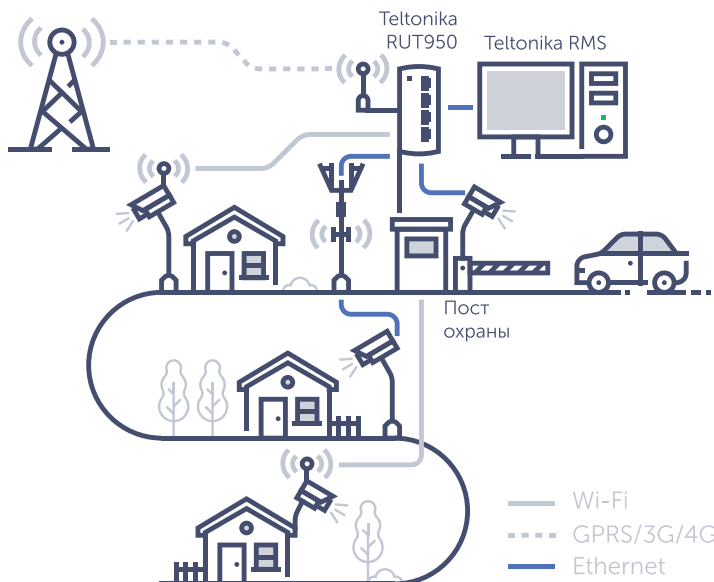 Teltonika
RUT950
Teltonika RMS
Пост
охраны
Wi-Fi
GPRS/3G/4G
Ethernet